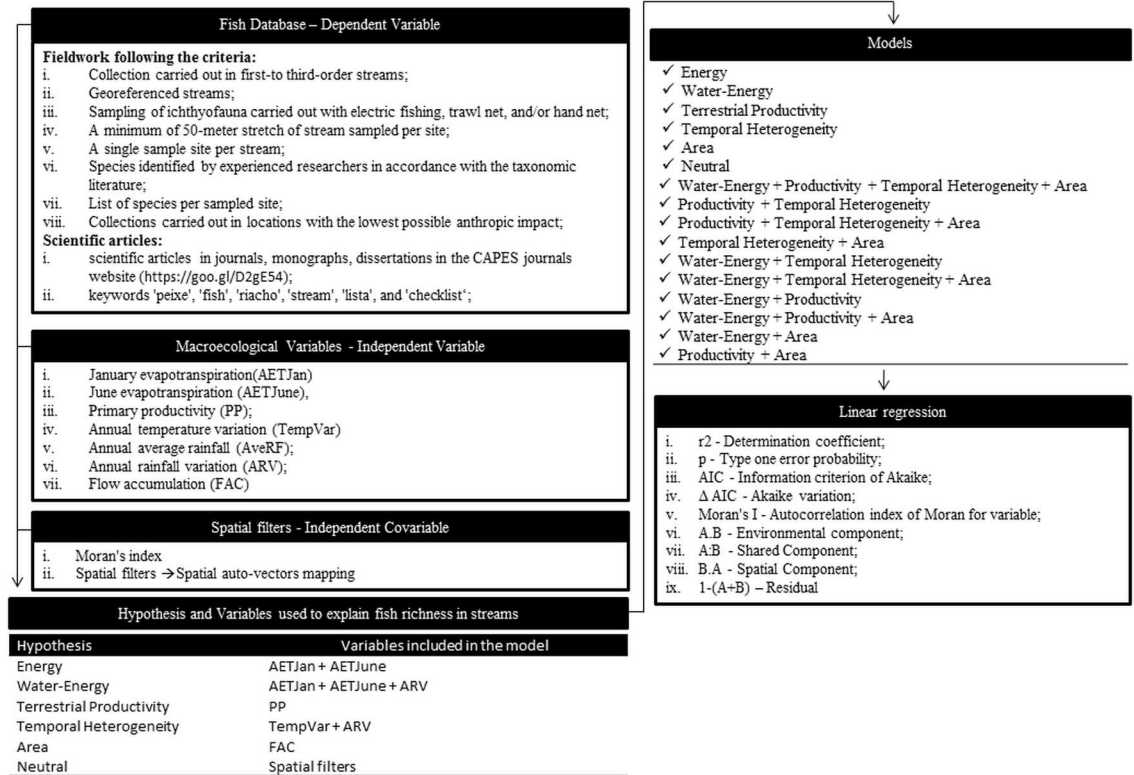 Fish Database – Dependent Variable
Fieldwork following the criteria:
i. Collection carried out in first-to third-order streams;
ii. Georeferenced streams;
iii. Sampling of ichthyofauna carried out with electric fishing, trawl net, and/or hand net;
iv. A minimum of 50-meter stretch of stream sampled per site;
v. A single sample site per stream;
vi. Species identified by experienced researchers in accordance with the taxonomic
literature;
vii. List of species per sampled site;
viii. Collections carried out in locations with the lowest possible anthropic impact;
Scientific articles:
i. scientific articles in journals, monographs, dissertations in the CAPES journals
website (https://goo.gl/D2gE54);
ii. keywords 'peixe', 'fish', 'riacho', 'stream', 'lista', and 'checklist‘;
Macroecological Variables - Independent Variable
i. January evapotranspiration(AETJan)
ii. June evapotranspiration (AETJune),
iii. Primary productivity (PP);
iv. Annual temperature variation (TempVar)
v. Annual average rainfall (AveRF);
vi. Annual rainfall variation (ARV);
vii. Flow accumulation (FAC)
Spatial filters - Independent Covariable
i. Moran's index
ii. Spatial filters → Spatial auto-vectors mapping
Hypothesis and Variables used to explain fish richness in streams
Hypothesis Variables included in the model
Energy AETJan + AETJune
Water-Energy AETJan + AETJune + ARV
Terrestrial Productivity PP
Temporal Heterogeneity TempVar + ARV
Area FAC
Neutral Spatial filters
Models
✓ Energy
✓ Water-Energy
✓ Terrestrial Productivity
✓ Temporal Heterogeneity
✓ Area
✓ Neutral
✓ Water-Energy + Productivity + Temporal Heterogeneity + Area
✓ Productivity + Temporal Heterogeneity
✓ Productivity + Temporal Heterogeneity + Area
✓ Temporal Heterogeneity + Area
✓ Water-Energy + Temporal Heterogeneity
✓ Water-Energy + Temporal Heterogeneity + Area
✓ Water-Energy + Productivity
✓ Water-Energy + Productivity + Area
✓ Water-Energy + Area
✓ Productivity + Area
Linear regression
i. r2 - Determination coefficient;
ii. p - Type one error probability;
iii. AIC - Information criterion of Akaike;
iv. Δ AIC - Akaike variation;
v. Moran's I - Autocorrelation index of Moran for variable;
vi. A.B - Environmental component;
vii. A:B - Shared Component;
viii. B.A - Spatial Component;
ix. 1-(A+B) – Residual